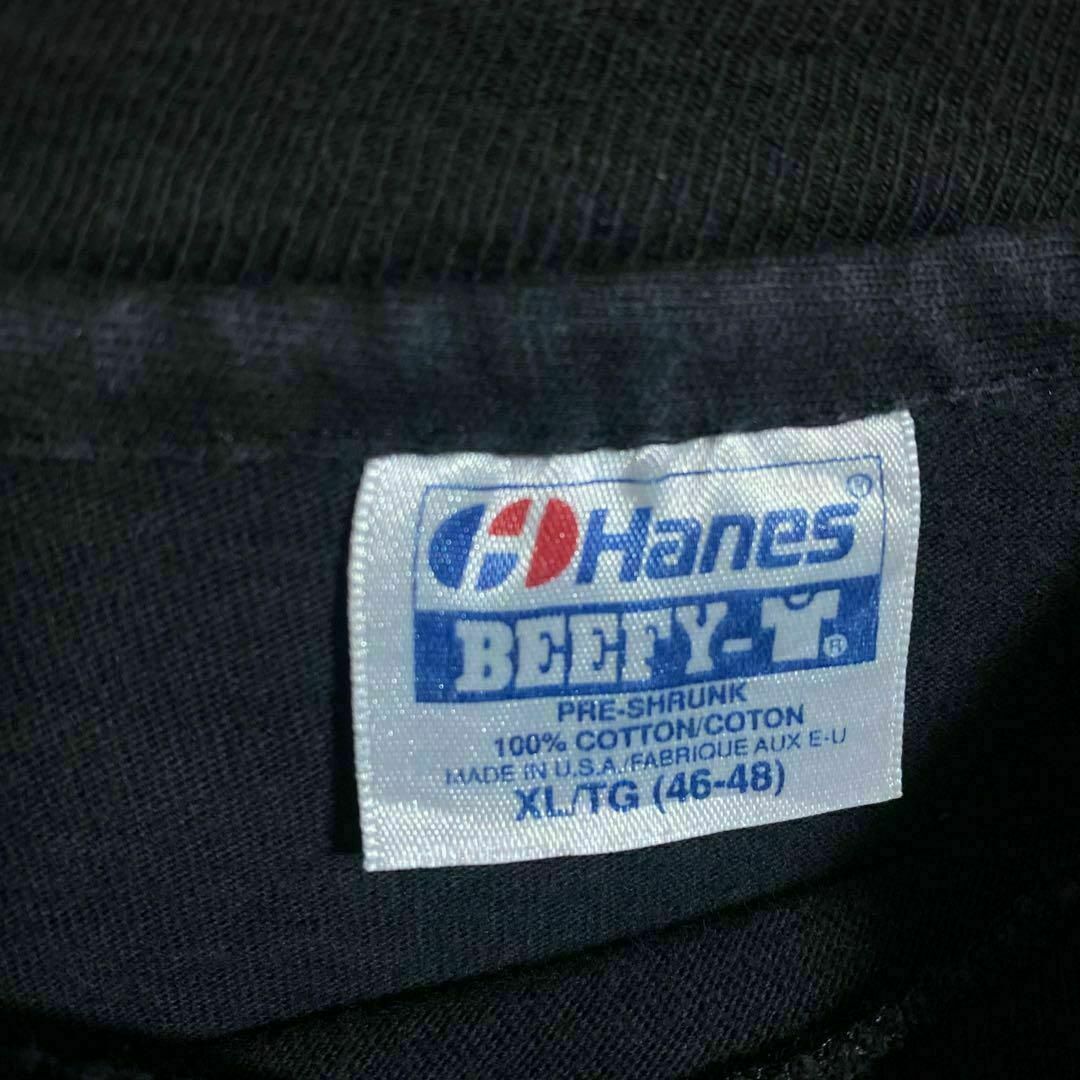 Hanes®
BEEFY-T®
PRE-SHRUNK
100% COTTON/COTON
MADE IN U.S.A./FABRIQUE AUX E-U
XL/TG (46-48)